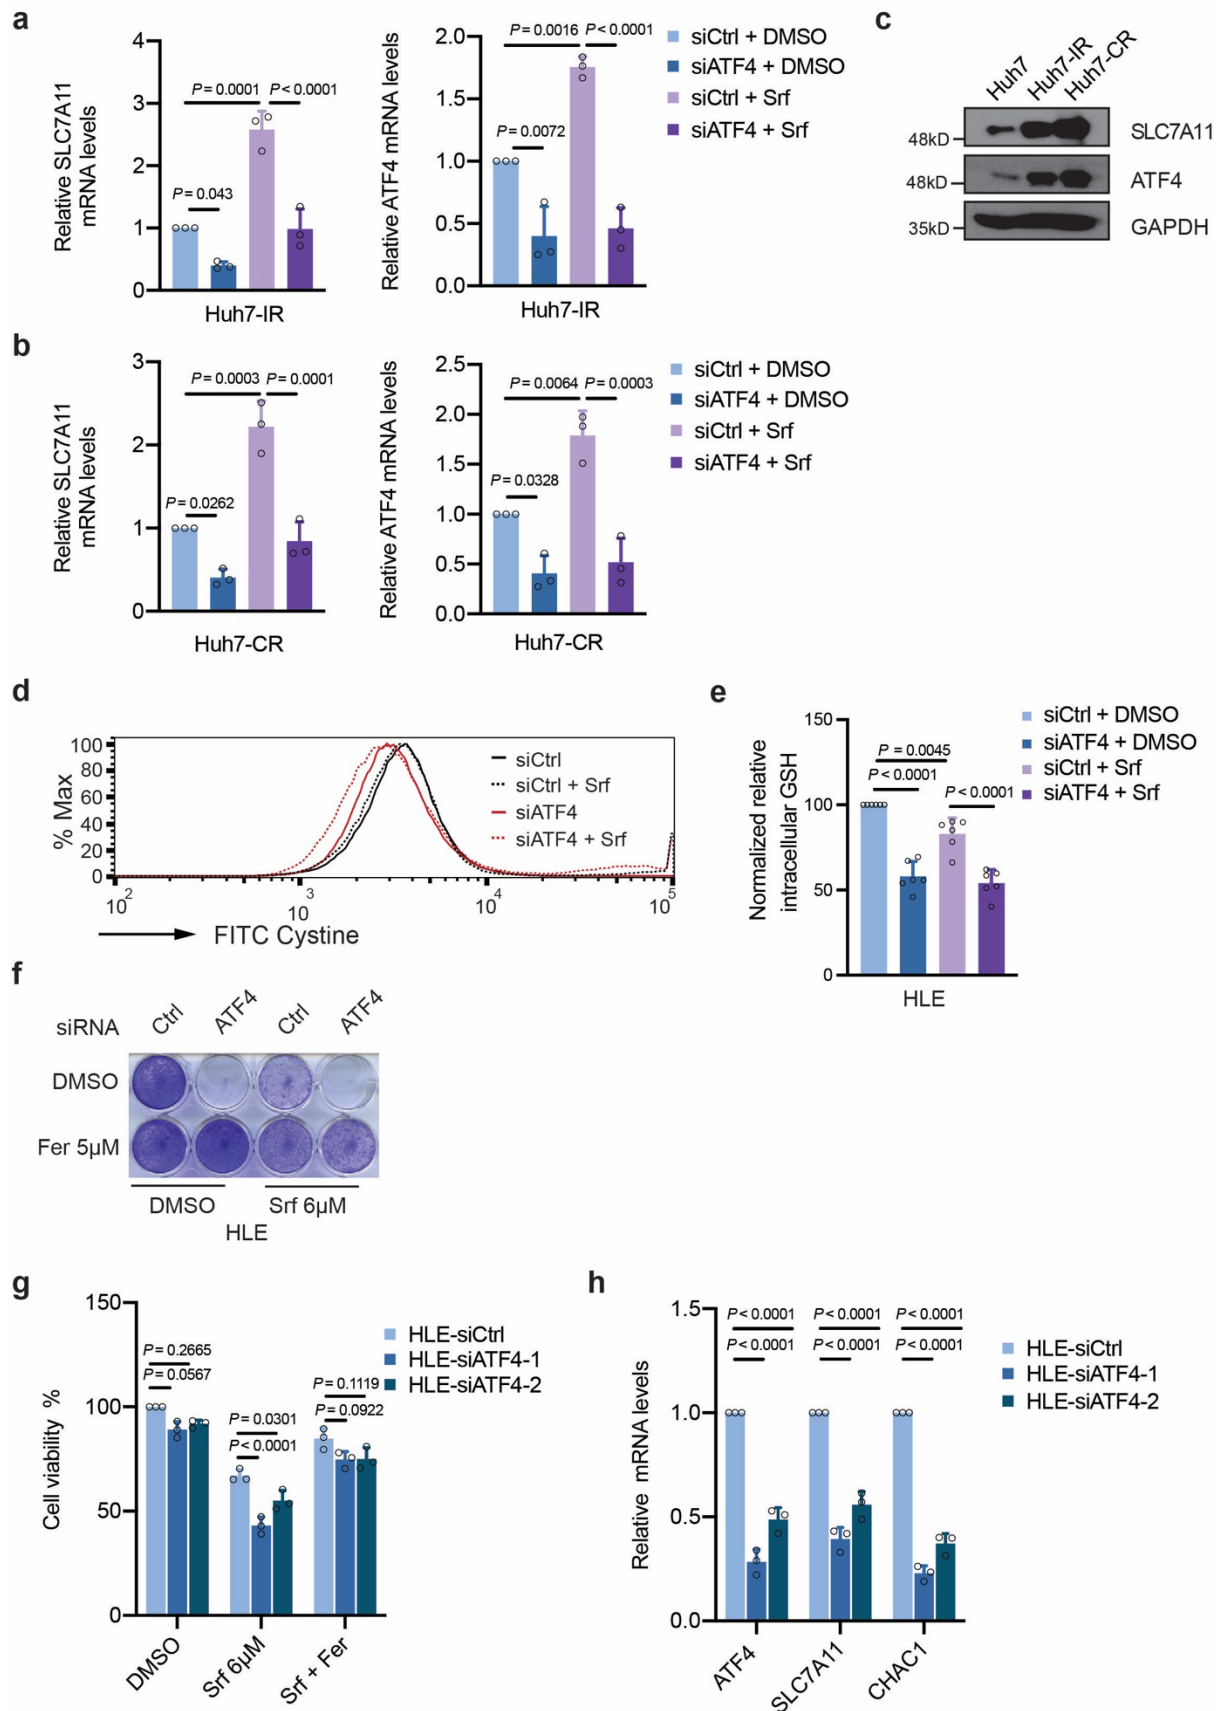 a
Relative SLC7A11
mRNA levels
5
4
3
2
1
0
P = 0.0001
P < 0.0001
P = 0.043
Huh7-IR
Relative ATF4 mRNA levels
2.0
1.5
1.0
0.5
0.0
P = 0.0016
P < 0.0001
P = 0.0072
Huh7-IR
siCtrl + DMSO
siATF4 + DMSO
siCtrl + Srf
siATF4 + Srf
c
Huh7
Huh7-IR
Huh7-CR
48kD
SLC7A11
48kD
ATF4
35kD
GAPDH
b
Relative SLC7A11
mRNA levels
3
2
1
0
P = 0.0003
P = 0.0001
P = 0.0262
Huh7-CR
Relative ATF4 mRNA levels
2.5
2.0
1.5
1.0
0.5
0.0
P = 0.0064
P = 0.0003
P = 0.0328
Huh7-CR
siCtrl + DMSO
siATF4 + DMSO
siCtrl + Srf
siATF4 + Srf
d
% Max
100
80
60
40
20
0
10²
10³
10⁴
10⁵
FITC Cystine
siCtrl
siCtrl + Srf
siATF4
siATF4 + Srf
e
Normalized relative
intracellular GSH
150
100
50
0
P = 0.0045
P < 0.0001
P < 0.0001
HLE
siCtrl + DMSO
siATF4 + DMSO
siCtrl + Srf
siATF4 + Srf
f
siRNA
Ctrl
ATF4
Ctrl
ATF4
DMSO
Fer 5μM
DMSO
Srf 6μM
HLE
g
Cell viability %
150
100
50
0
P = 0.2665
P = 0.0567
P = 0.0301
P < 0.0001
P = 0.1119
P = 0.0922
DMSO
Srf 6μM
Srf + Fer
HLE-siCtrl
HLE-siATF4-1
HLE-siATF4-2
h
Relative mRNA levels
1.5
1.0
0.5
0.0
P < 0.0001
P < 0.0001
P < 0.0001
P < 0.0001
P < 0.0001
P < 0.0001
ATF4
SLC7A11
CHAC1
HLE-siCtrl
HLE-siATF4-1
HLE-siATF4-2